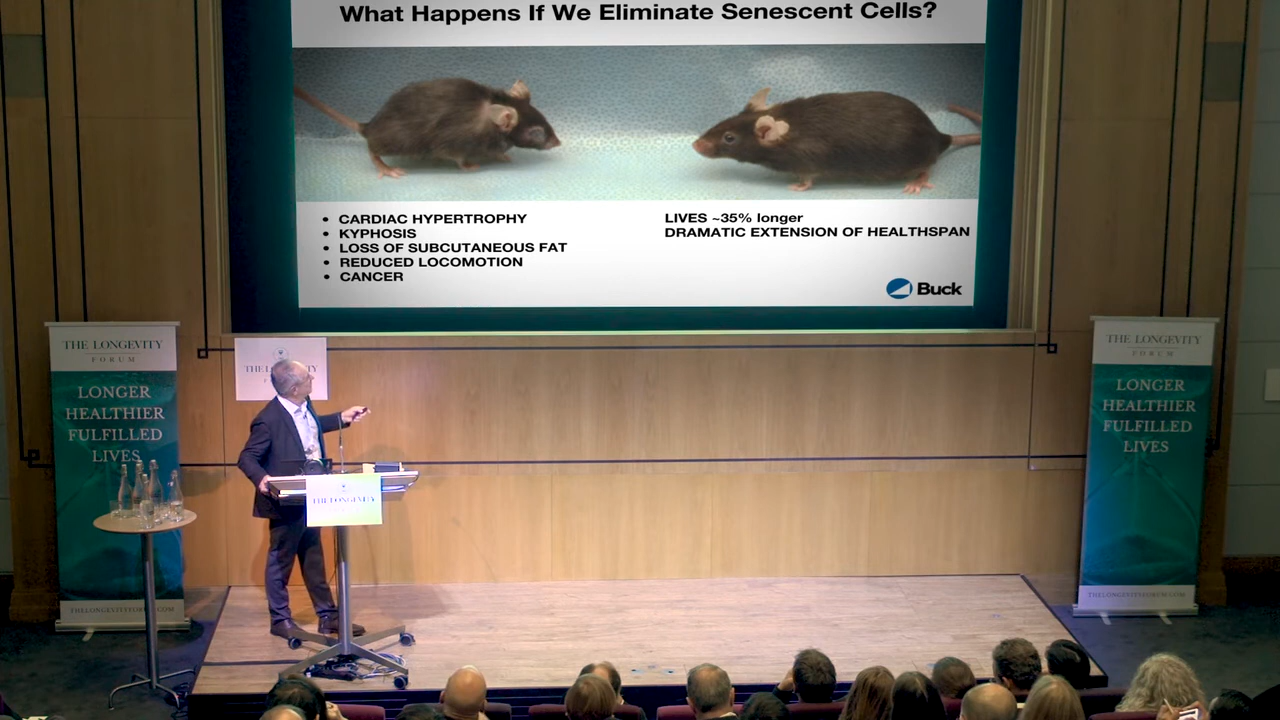 What Happens If We Eliminate Senescent Cells?
• CARDIAC HYPERTROPHY
• KYPHOSIS
• LOSS OF SUBCUTANEOUS FAT
• REDUCED LOCOMOTION
• CANCER
LIVES ~35% longer
DRAMATIC EXTENSION OF HEALTHSPAN
Buck
THE LONGEVITY
FORUM
LONGER
HEALTHIER
FULFILLED
LIVES
THELONGEVITYFORUM.COM
THE LONGEVITY
THE LONGEVITY
FORUM
LONGER
HEALTHIER
FULFILLED
LIVES
THELONGEVITYFORUM.COM